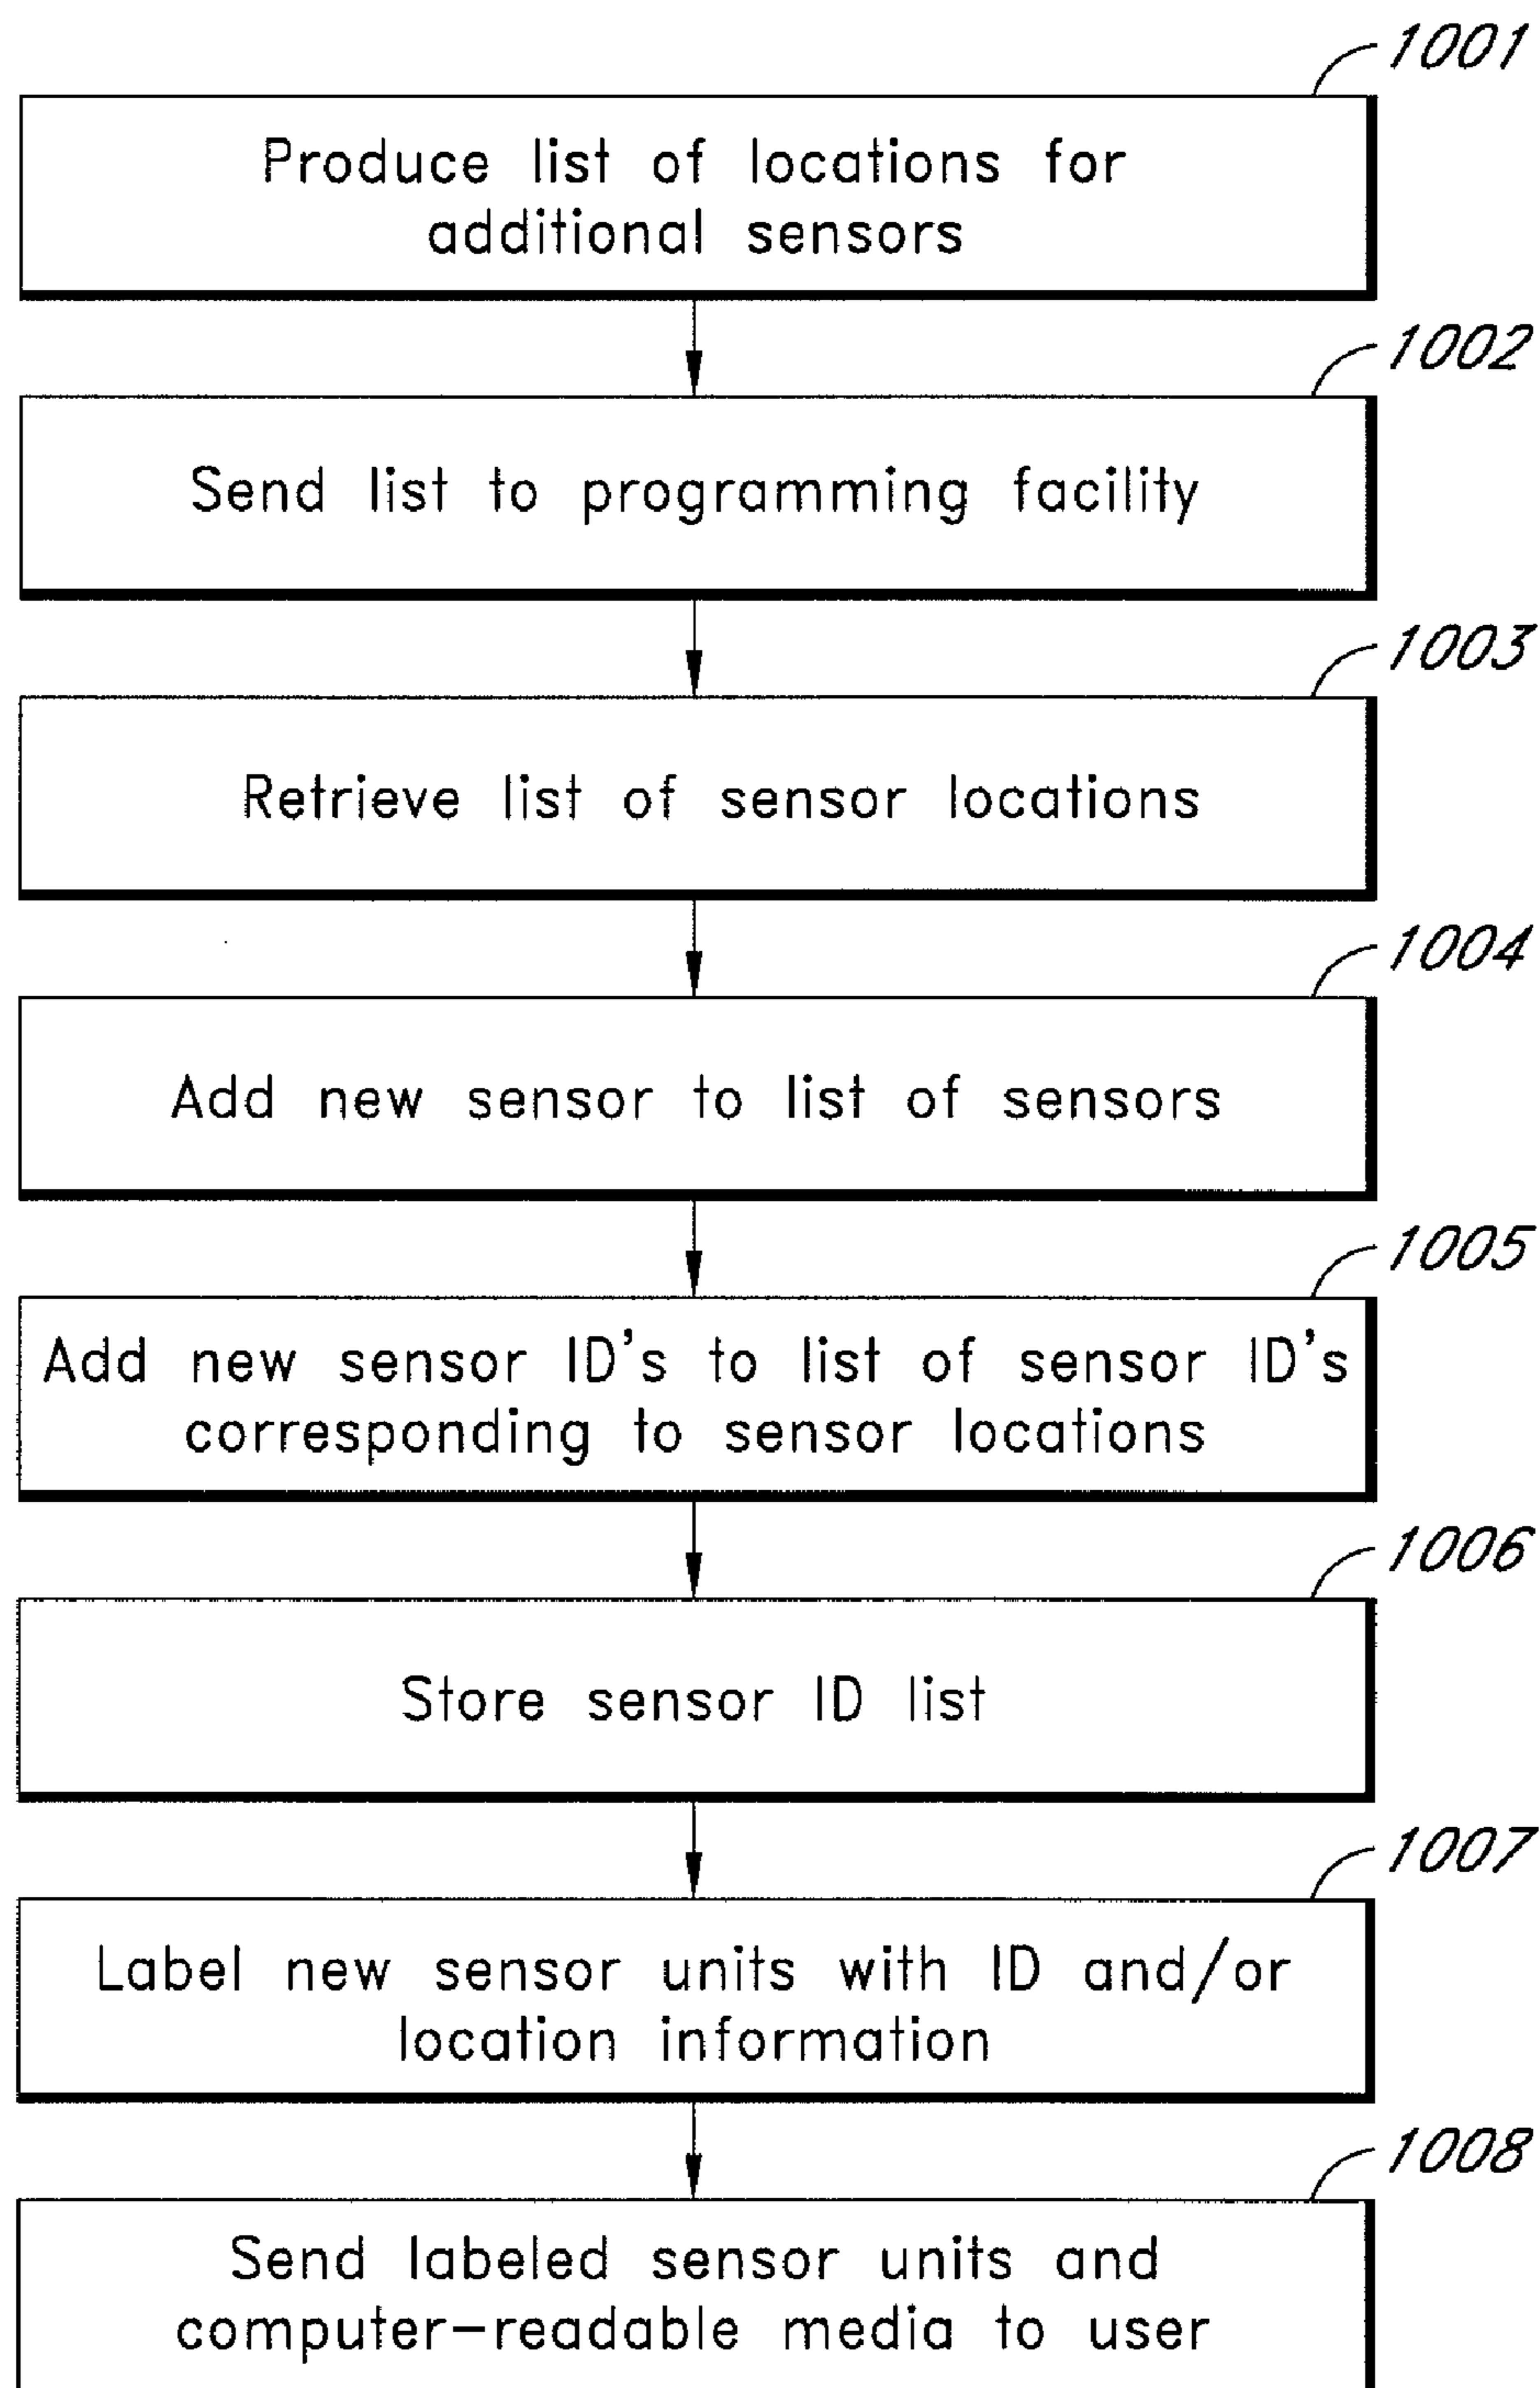 1001
Produce list of locations for
additional sensors
1002
Send list to programming facility
1003
Retrieve list of sensor locations
1004
Add new sensor to list of sensors
1005
Add new sensor ID's to list of sensor ID's
corresponding to sensor locations
1006
Store sensor ID list
1007
Label new sensor units with ID and/or
location information
1008
Send labeled sensor units and
computer-readable media to user